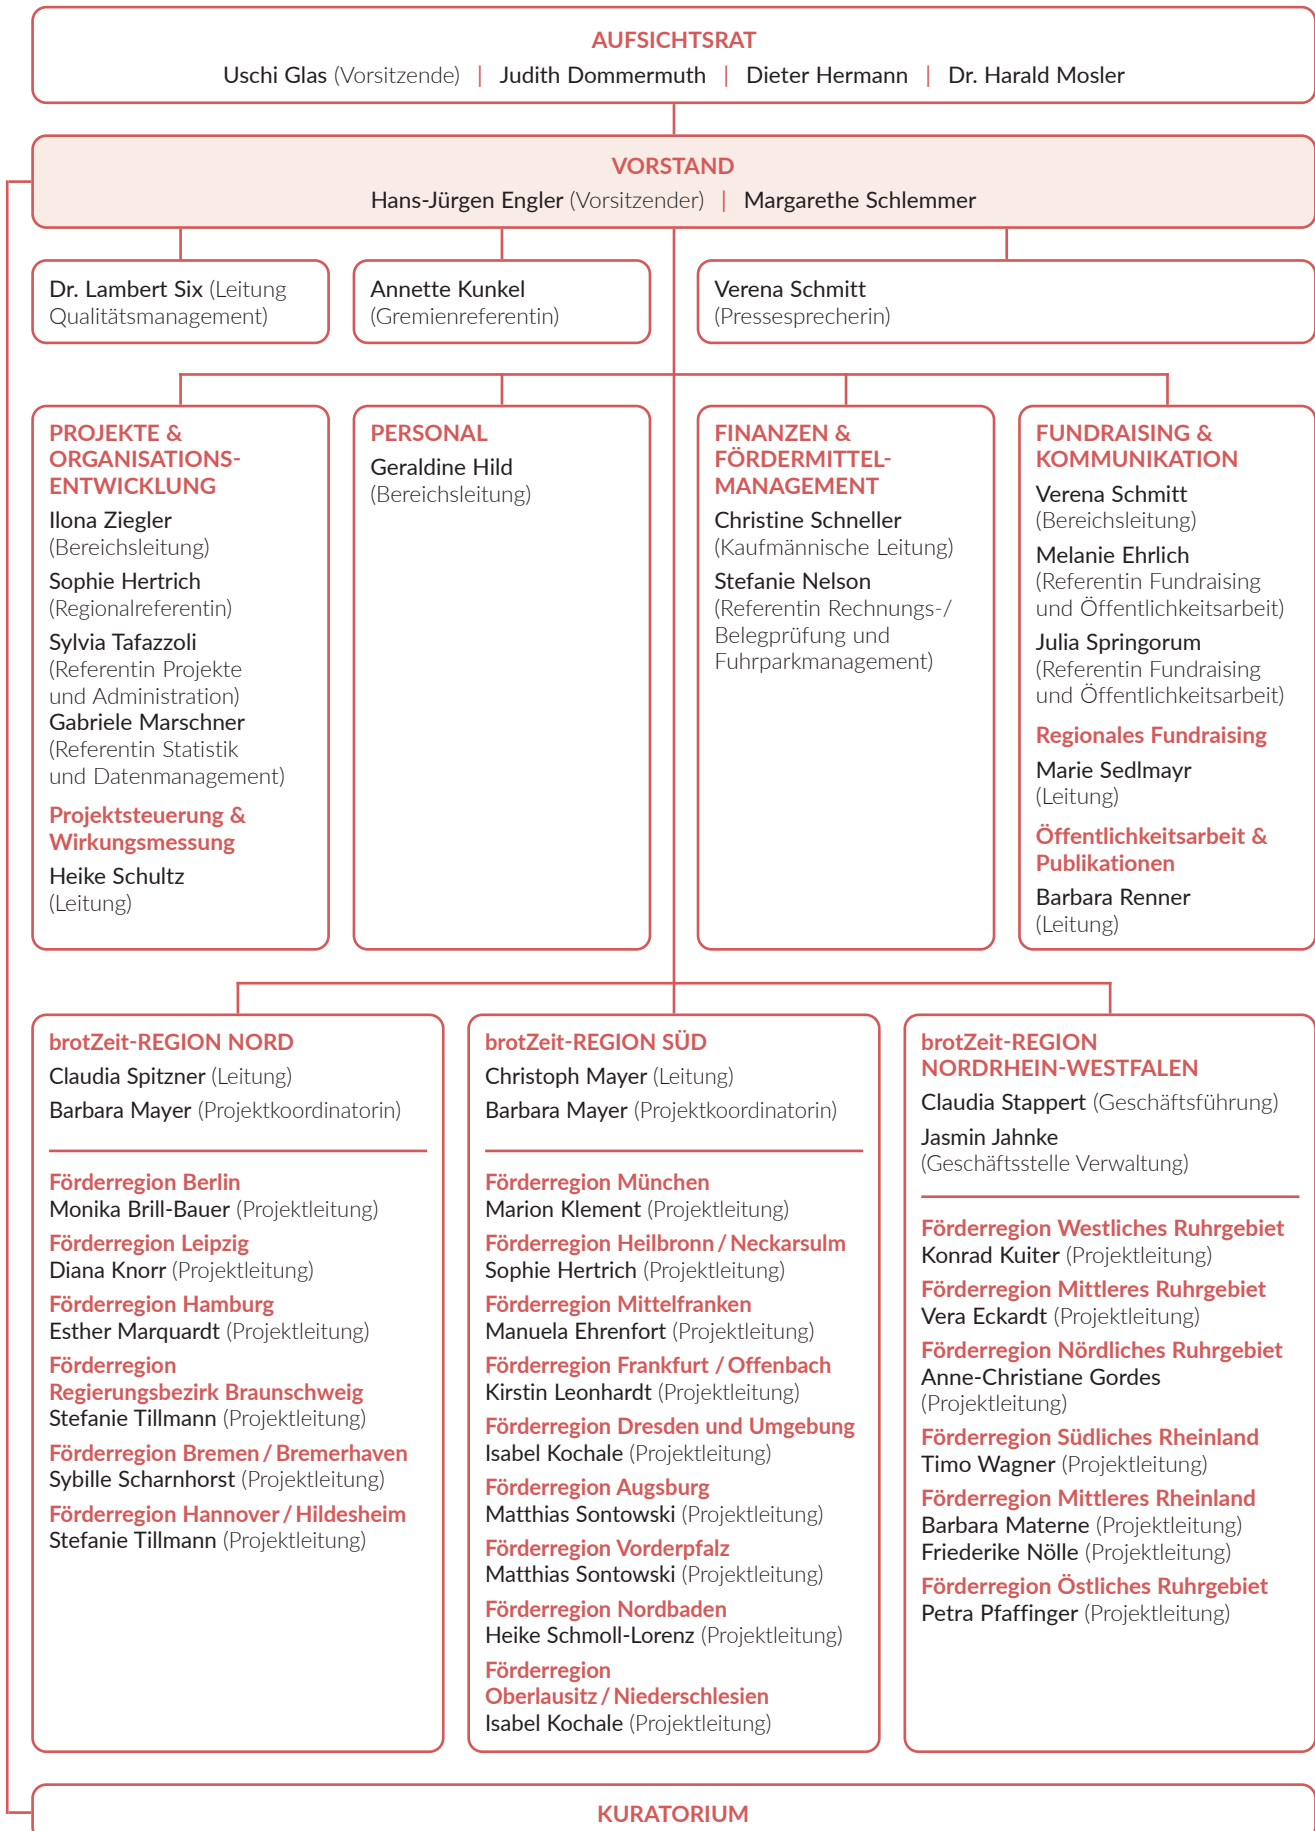 AUFSICHTSRAT
Uschi Glas (Vorsitzende) | Judith Dommermuth | Dieter Hermann | Dr. Harald Mosler
VORSTAND
Hans-Jürgen Engler (Vorsitzender) | Margarethe Schlemmer
Dr. Lambert Six (Leitung
Qualitätsmanagement)
Annette Kunkel
(Gremienreferentin)
Verena Schmitt
(Pressesprecherin)
PROJEKTE &
ORGANISATIONS-
ENTWICKLUNG
Ilona Ziegler
(Bereichsleitung)
Sophie Hertrich
(Regionalreferentin)
Sylvia Tafazzoli
(Referentin Projekte
und Administration)
Gabriele Marschner
(Referentin Statistik
und Datenmanagement)
Projektsteuerung &
Wirkungsmessung
Heike Schultz
(Leitung)
PERSONAL
Geraldine Hild
(Bereichsleitung)
FINANZEN &
FÖRDERMITTEL-
MANAGEMENT
Christine Schneller
(Kaufmännische Leitung)
Stefanie Nelson
(Referentin Rechnungs-/
Belegprüfung und
Fuhrparkmanagement)
FUNDRAISING &
KOMMUNIKATION
Verena Schmitt
(Bereichsleitung)
Melanie Ehrlich
(Referentin Fundraising
und Öffentlichkeitsarbeit)
Julia Springorum
(Referentin Fundraising
und Öffentlichkeitsarbeit)
Regionales Fundraising
Marie Sedlmayr
(Leitung)
Öffentlichkeitsarbeit &
Publikationen
Barbara Renner
(Leitung)
brotZeit-REGION NORD
Claudia Spitzner (Leitung)
Barbara Mayer (Projektkoordinatorin)
Förderregion Berlin
Monika Brill-Bauer (Projektleitung)
Förderregion Leipzig
Diana Knorr (Projektleitung)
Förderregion Hamburg
Esther Marquardt (Projektleitung)
Förderregion
Regierungsbezirk Braunschweig
Stefanie Tillmann (Projektleitung)
Förderregion Bremen / Bremerhaven
Sybille Scharnhorst (Projektleitung)
Förderregion Hannover / Hildesheim
Stefanie Tillmann (Projektleitung)
brotZeit-REGION SÜD
Christoph Mayer (Leitung)
Barbara Mayer (Projektkoordinatorin)
Förderregion München
Marion Klement (Projektleitung)
Förderregion Heilbronn / Neckarsulm
Sophie Hertrich (Projektleitung)
Förderregion Mittelfranken
Manuela Ehrenfort (Projektleitung)
Förderregion Frankfurt / Offenbach
Kirstin Leonhardt (Projektleitung)
Förderregion Dresden und Umgebung
Isabel Kochale (Projektleitung)
Förderregion Augsburg
Matthias Sontowski (Projektleitung)
Förderregion Vorderpfalz
Matthias Sontowski (Projektleitung)
Förderregion Nordbaden
Heike Schmoll-Lorenz (Projektleitung)
Förderregion
Oberlausitz / Niederschlesien
Isabel Kochale (Projektleitung)
brotZeit-REGION
NORDRHEIN-WESTFALEN
Claudia Stappert (Geschäftsführung)
Jasmin Jahnke
(Geschäftsstelle Verwaltung)
Förderregion Westliches Ruhrgebiet
Konrad Kuiter (Projektleitung)
Förderregion Mittleres Ruhrgebiet
Vera Eckardt (Projektleitung)
Förderregion Nördliches Ruhrgebiet
Anne-Christiane Gordes
(Projektleitung)
Förderregion Südliches Rheinland
Timo Wagner (Projektleitung)
Förderregion Mittleres Rheinland
Barbara Materne (Projektleitung)
Friederike Nölle (Projektleitung)
Förderregion Östliches Ruhrgebiet
Petra Pfaffinger (Projektleitung)
KURATORIUM